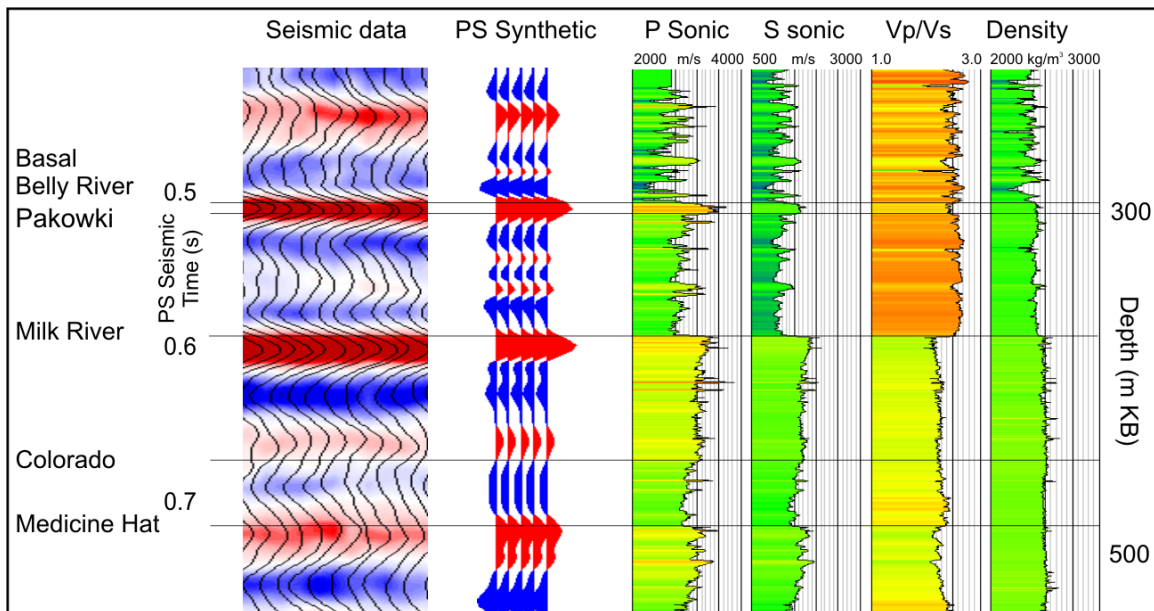 Seismic data PS Synthetic P Sonic S sonic Vp/Vs Density
2000 m/s 4000 500 m/s 3000 1.0 3.0 2000 kg/m³ 3000
Basal
Belly River
0.5
Pakowki
300
PS Seismic
Time (s)
Milk River
0.6
Depth (m KB)
Colorado
0.7
Medicine Hat
500